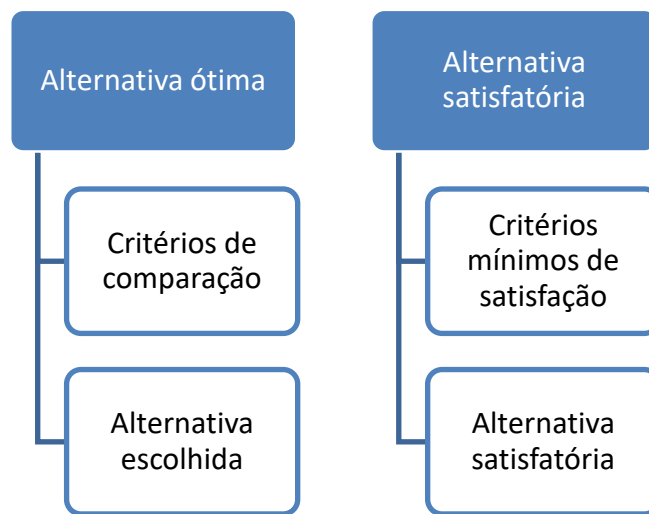 Alternativa ótima
Critérios de
comparação
Alternativa
escolhida
Alternativa
satisfatória
Critérios
mínimos de
satisfação
Alternativa
satisfatória